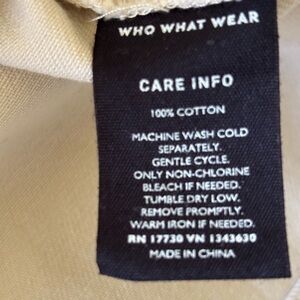 WHO WHAT WEAR
CARE INFO
100% COTTON
MACHINE WASH COLD
SEPARATELY.
GENTLE CYCLE.
ONLY NON-CHLORINE
BLEACH IF NEEDED.
TUMBLE DRY LOW.
REMOVE PROMPTLY.
WARM IRON IF NEEDED.
RN 17730 VN 1343630
MADE IN CHINA